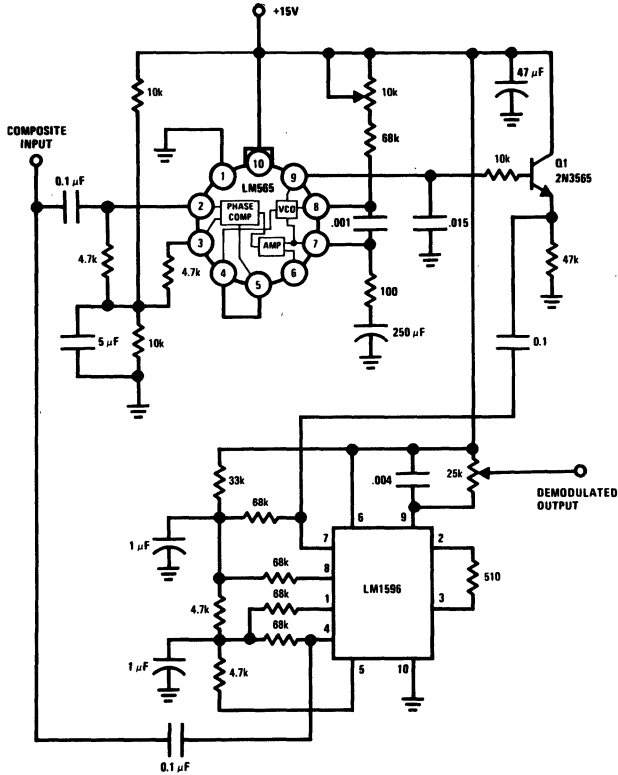 +15V
47 µF
10k
10k
COMPOSITE
INPUT
68k
10k
Q1
2N3565
0.1 µF
1
10
9
LM565
2
PHASE
COMP
VCO
8
.001
.015
3
AMP
7
4.7k
4.7k
4
5
6
100
47k
5 µF
10k
250 µF
0.1
33k
.004
25k
DEMODULATED
OUTPUT
68k
6
9
1 µF
7
2
68k
8
LM1596
510
68k
1
4.7k
68k
4
3
1 µF
4.7k
5
10
0.1 µF